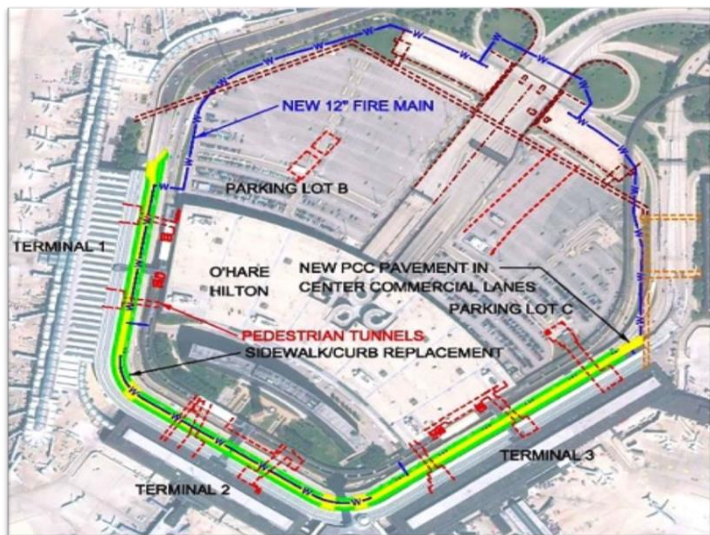 NEW 12" FIRE MAIN
PARKING LOT B
TERMINAL 1
O'HARE
HILTON
NEW PCC PAVEMENT IN
CENTER COMMERCIAL LANES
PARKING LOT C
PEDESTRIAN TUNNELS
SIDEWALK/CURB REPLACEMENT
TERMINAL 3
TERMINAL 2